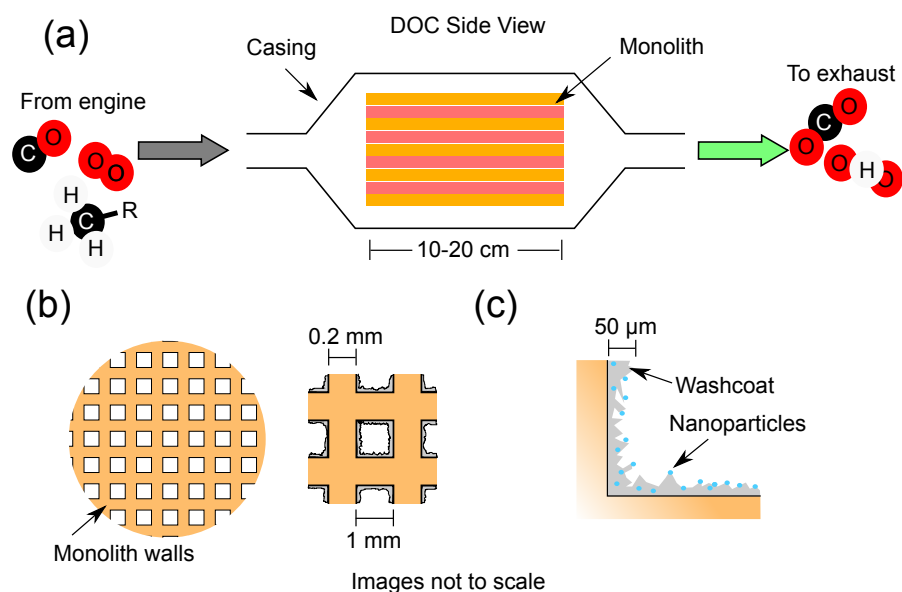 (a)
DOC Side View
Casing
Monolith
From engine
To exhaust
C O
O O
H
C R
H
H
O
C
O
O H O
10-20 cm
(b)
(c)
0.2 mm
50 μm
Washcoat
Nanoparticles
Monolith walls
1 mm
Images not to scale